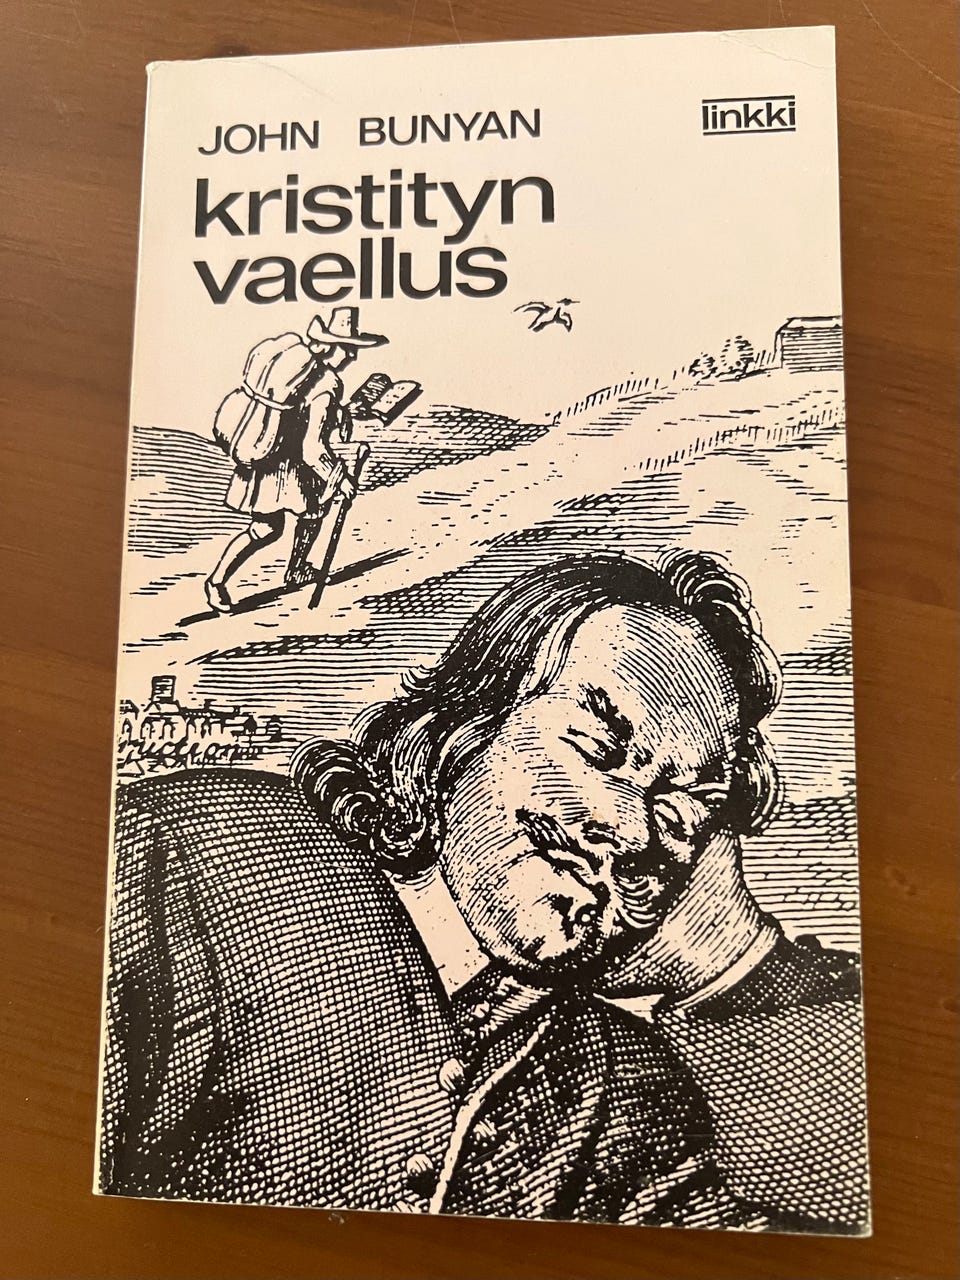 JOHN BUNYAN
linkki
kristityn
vaellus